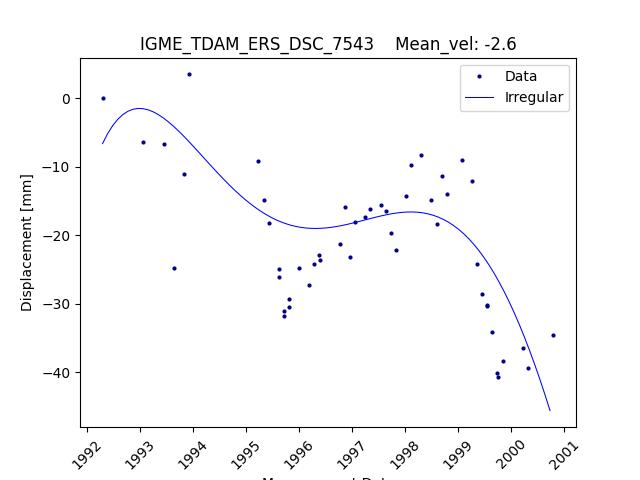 IGME_TDAM_ERS_DSC_7543    Mean_vel: -2.6
Data
Irregular
0
−10
−20
−30
−40
Displacement [mm]
1992 1993 1994 1995 1996 1997 1998 1999 2000 2001